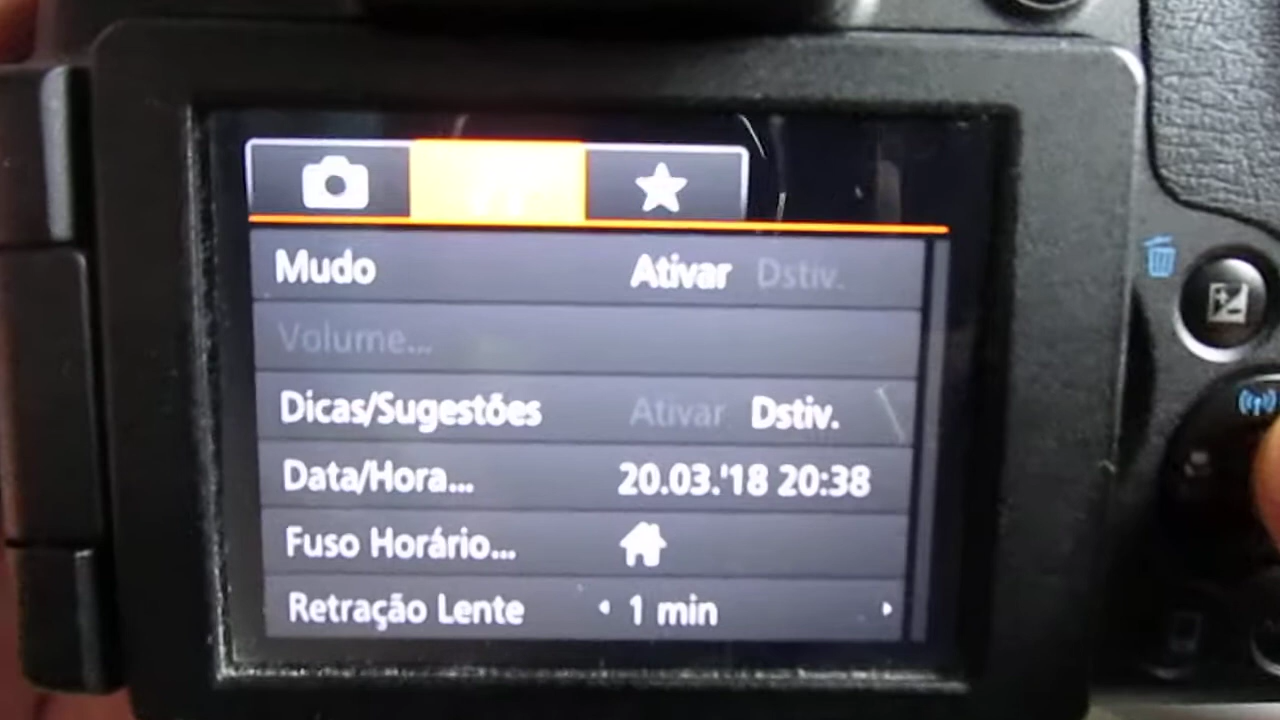 Mudo Ativar Dstiv.
Volume...
Dicas/Sugestões Ativar Dstiv.
Data/Hora... 20.03.'18 20:38
Fuso Horário...
Retração Lente 1 min